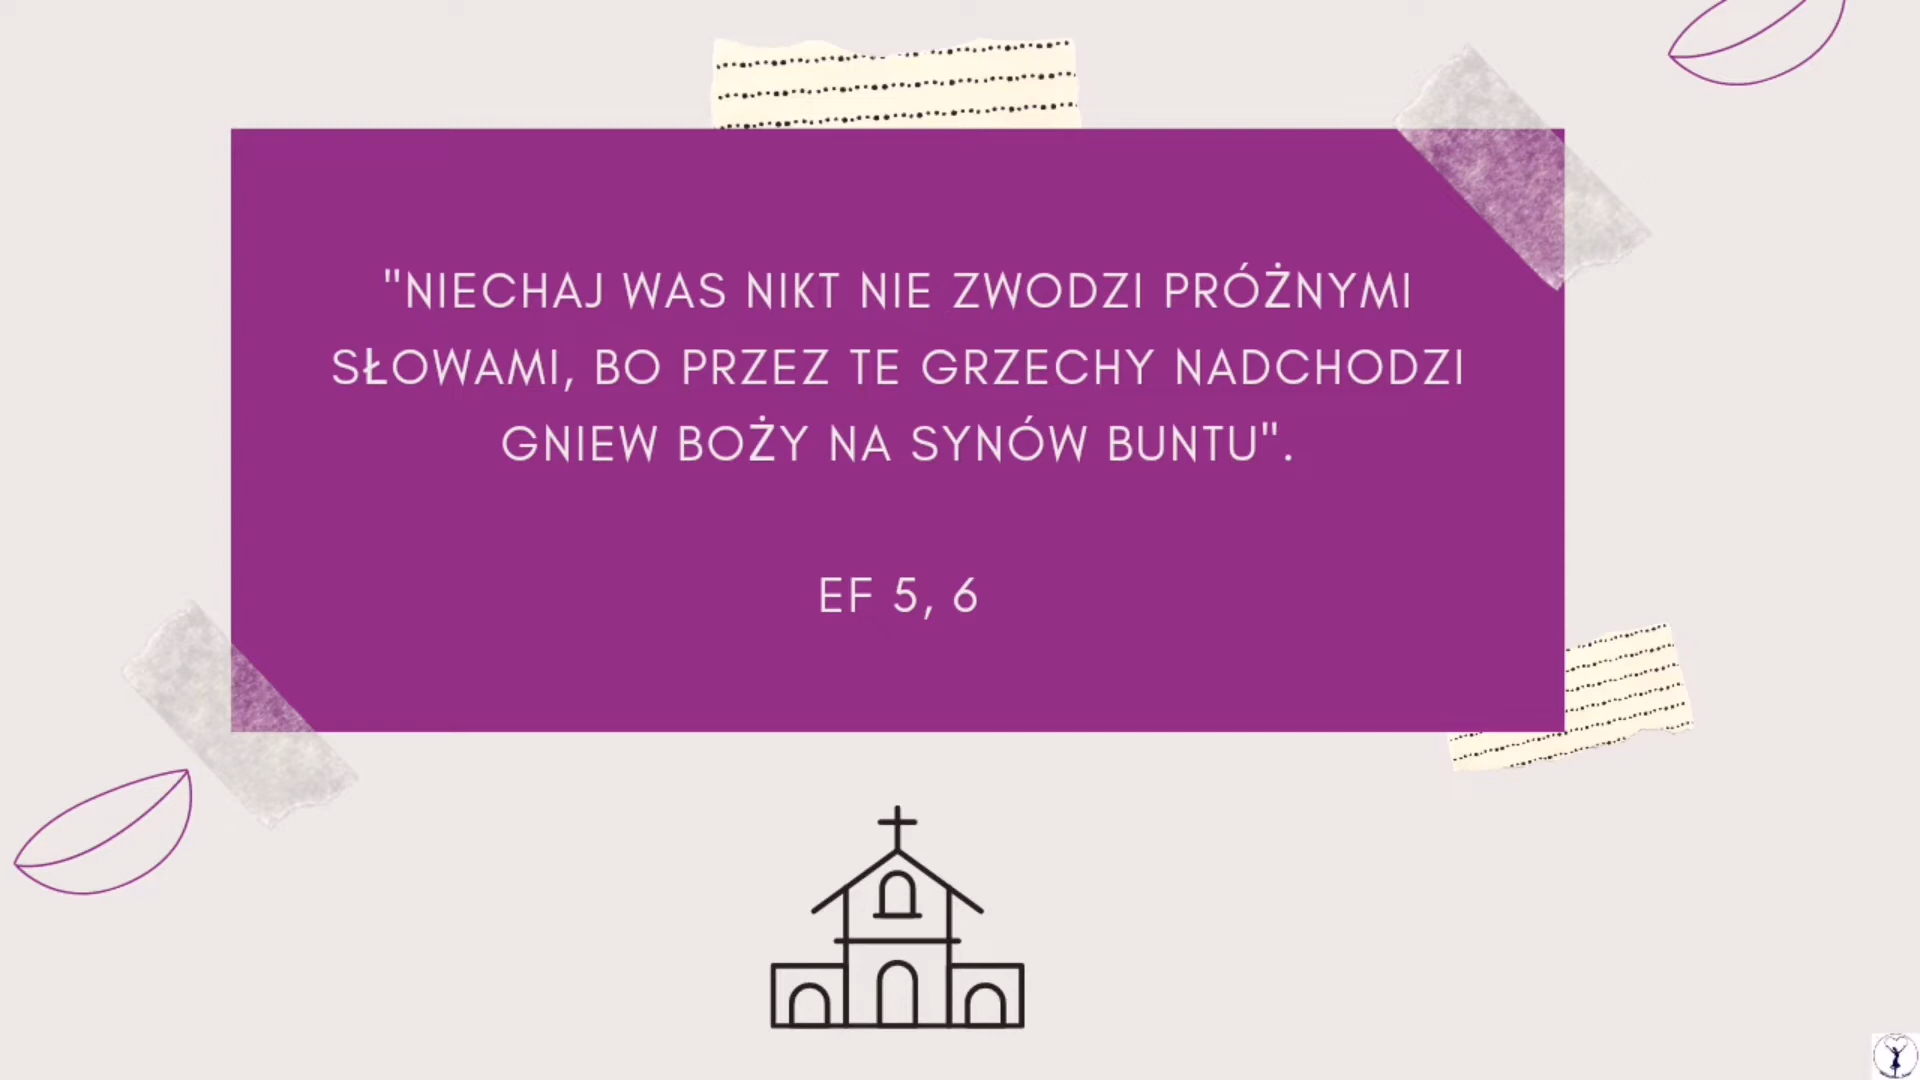 "NIECHAJ WAS NIKT NIE ZWODZI PRÓŻNYMI
SŁOWAMI, BO PRZEZ TE GRZECHY NADCHODZI
GNIEW BOŻY NA SYNÓW BUNTU".
EF 5, 6